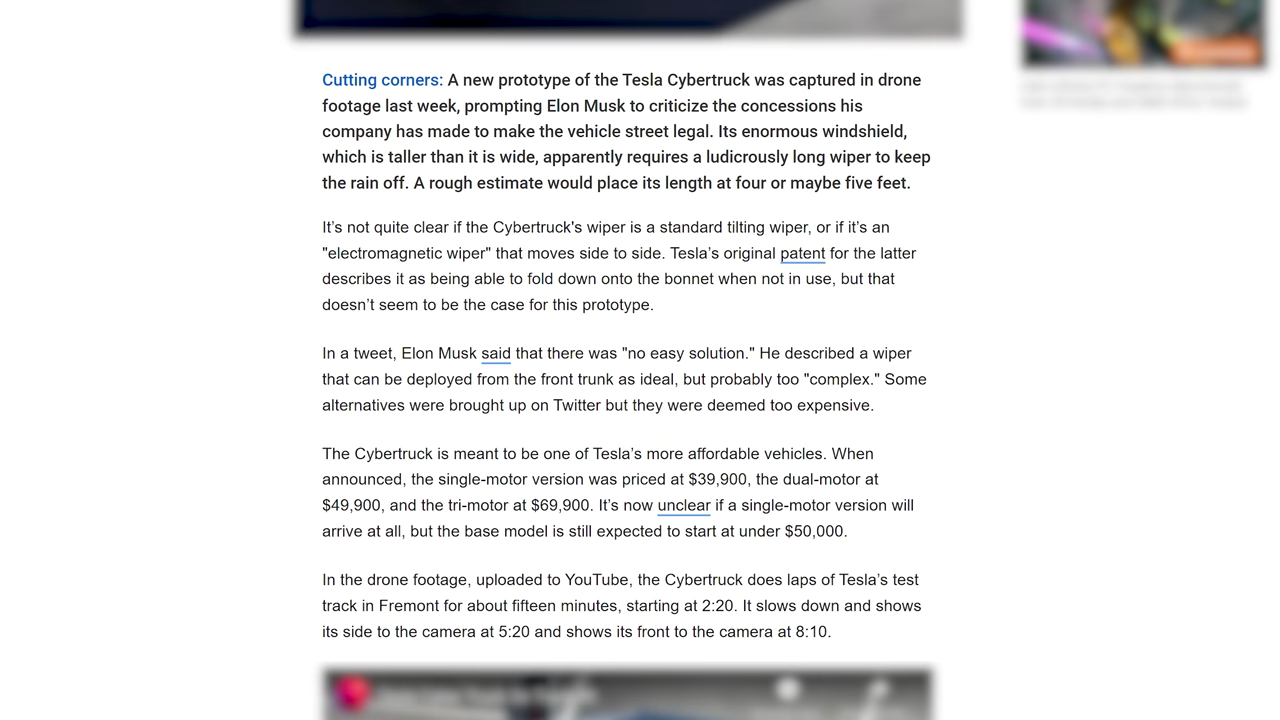 Cutting corners: A new prototype of the Tesla Cybertruck was captured in drone
footage last week, prompting Elon Musk to criticize the concessions his
company has made to make the vehicle street legal. Its enormous windshield,
which is taller than it is wide, apparently requires a ludicrously long wiper to keep
the rain off. A rough estimate would place its length at four or maybe five feet.
It’s not quite clear if the Cybertruck's wiper is a standard tilting wiper, or if it’s an
"electromagnetic wiper" that moves side to side. Tesla’s original patent for the latter
describes it as being able to fold down onto the bonnet when not in use, but that
doesn’t seem to be the case for this prototype.
In a tweet, Elon Musk said that there was "no easy solution." He described a wiper
that can be deployed from the front trunk as ideal, but probably too "complex." Some
alternatives were brought up on Twitter but they were deemed too expensive.
The Cybertruck is meant to be one of Tesla’s more affordable vehicles. When
announced, the single-motor version was priced at $39,900, the dual-motor at
$49,900, and the tri-motor at $69,900. It’s now unclear if a single-motor version will
arrive at all, but the base model is still expected to start at under $50,000.
In the drone footage, uploaded to YouTube, the Cybertruck does laps of Tesla’s test
track in Fremont for about fifteen minutes, starting at 2:20. It slows down and shows
its side to the camera at 5:20 and shows its front to the camera at 8:10.